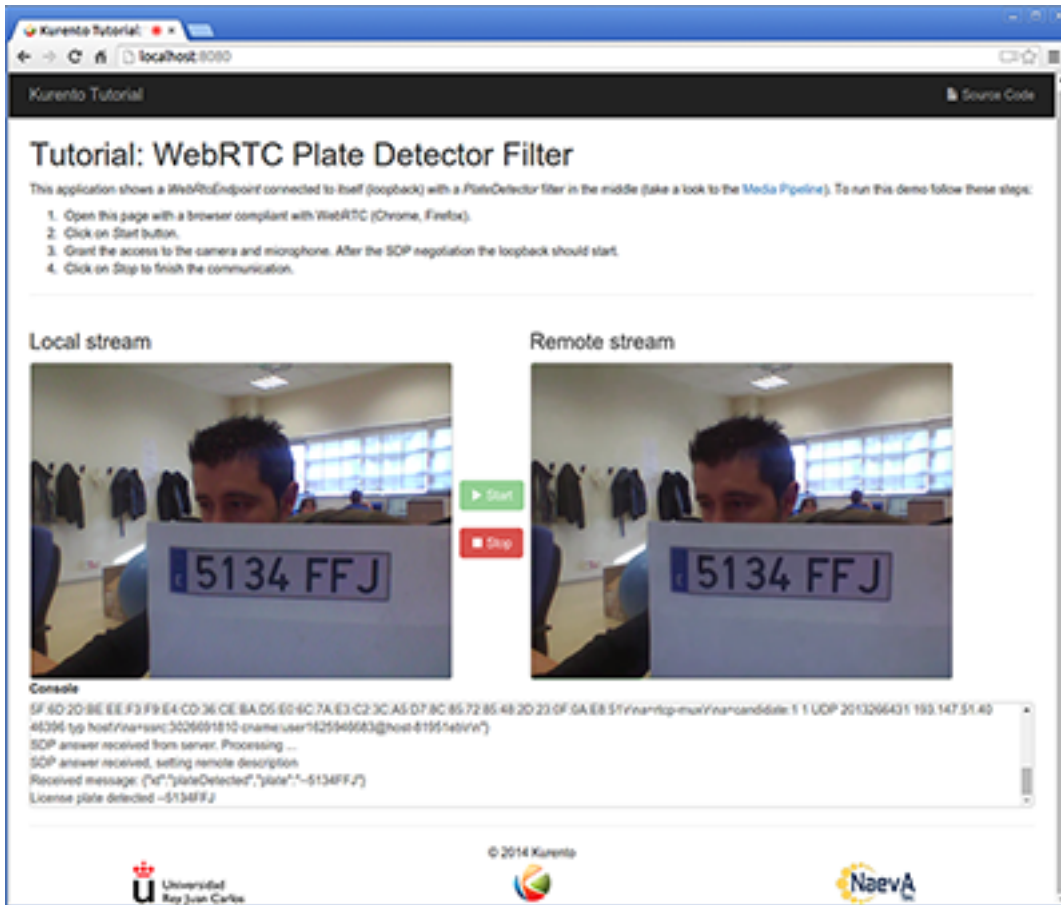 Kurento Tutorial:
localhost:8080
Kurento Tutorial
Source Code
Tutorial: WebRTC Plate Detector Filter
This application shows a WebRtcEndpoint connected to itself (loopback) with a PlateDetector filter in the middle (take a look to the Media Pipeline). To run this demo follow these steps:
1. Open this page with a browser compliant with WebRTC (Chrome, Firefox).
2. Click on Start button.
3. Grant the access to the camera and microphone. After the SDP negotiation the loopback should start.
4. Click on Stop to finish the communication.
Local stream
Remote stream
5134 FFJ
5134 FFJ
Start
Stop
Console
SDP answer received from server. Processing ...
SDP answer received, setting remote description
Received message: {"id":"plateDetected","plate":"--5134FFJ"}
License plate detected --5134FFJ
© 2014 Kurento
Universidad
Rey Juan Carlos
NaevA